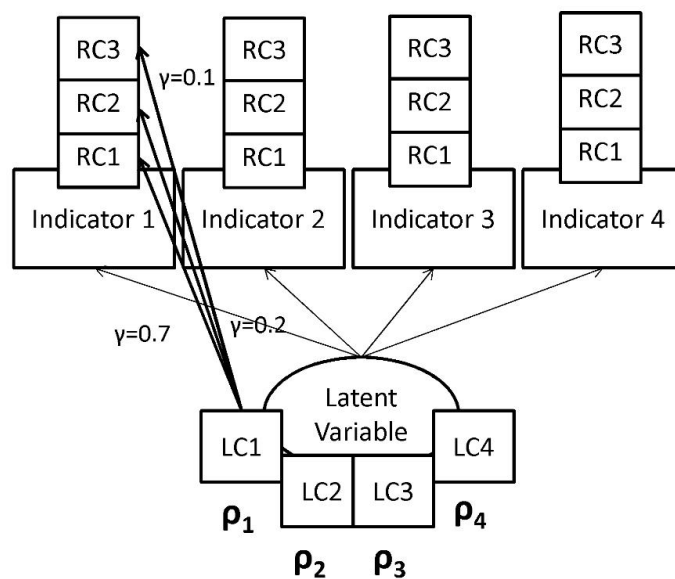 RC3 RC3 RC3 RC3
γ=0.1
RC2 RC2 RC2 RC2
RC1 RC1 RC1 RC1
Indicator 1 Indicator 2 Indicator 3 Indicator 4
γ=0.7 γ=0.2
Latent
Variable
LC1 LC4
LC2 LC3
ρ1 ρ4
ρ2 ρ3